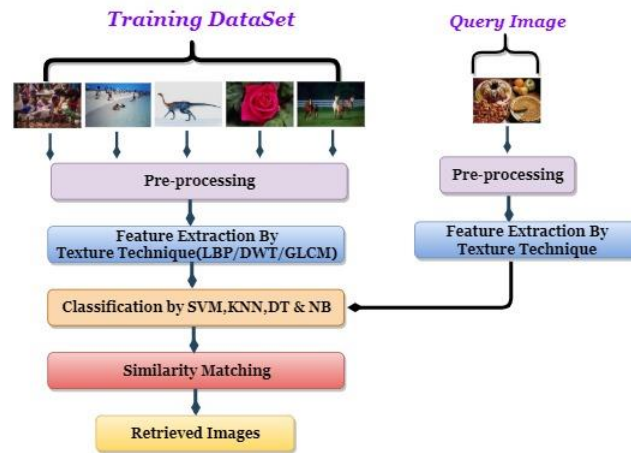 Training DataSet
Query Image
Pre-processing
Pre-processing
Feature Extraction By
Texture Technique(LBP/DWT/GLCM)
Feature Extraction By
Texture Technique
Classification by SVM,KNN,DT & NB
Similarity Matching
Retrieved Images